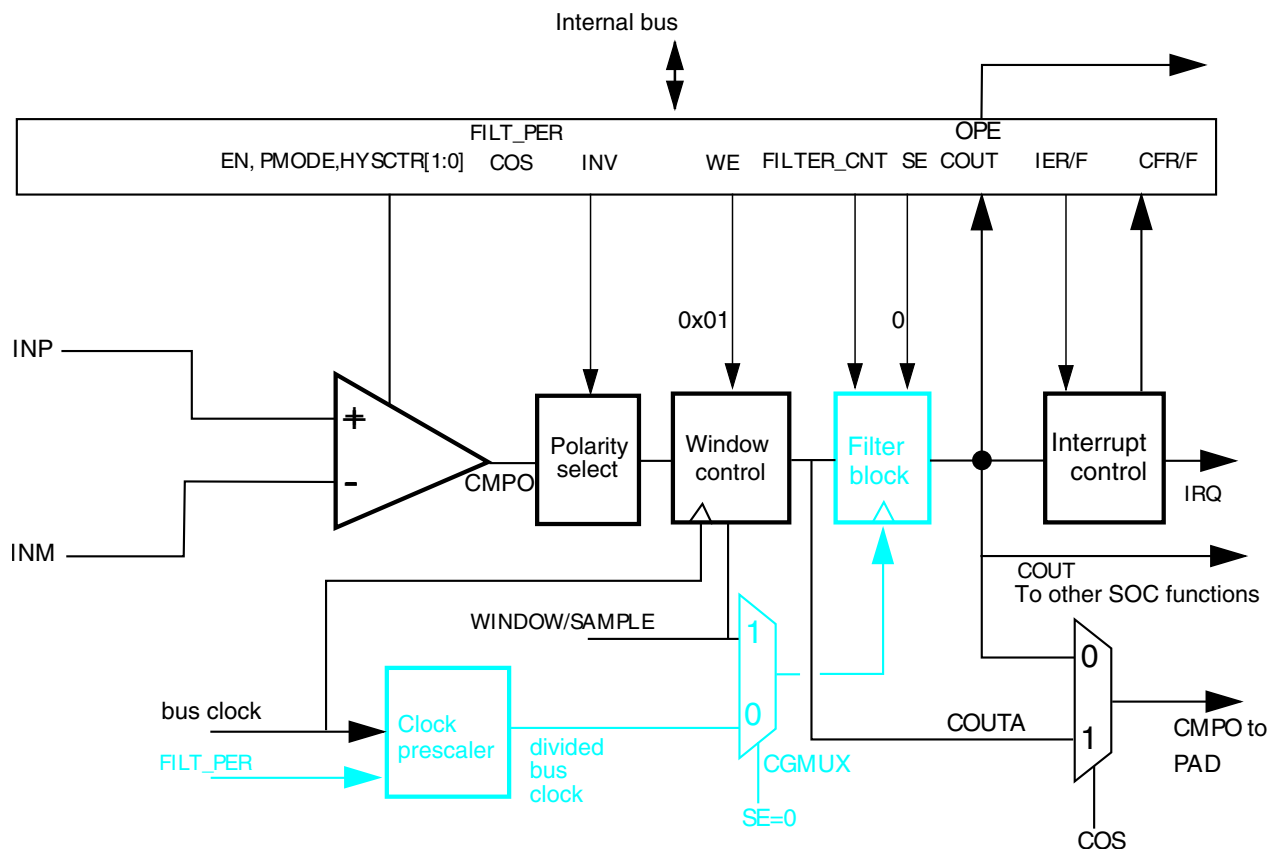 Internal bus
FILT_PER
OPE
EN, PMODE,HYSCTR[1:0]
COS
INV
WE
FILTER_CNT
SE
COUT
IER/F
CFR/F
0x01
0
INP
+
-
INM
CMPO
Polarity
select
Window
control
Filter
block
Interrupt
control
IRQ
COUT
To other SOC functions
WINDOW/SAMPLE
1
0
0
1
bus clock
FILT_PER
Clock
prescaler
divided
bus
clock
CGMUX
SE=0
COUTA
CMPO to
PAD
COS